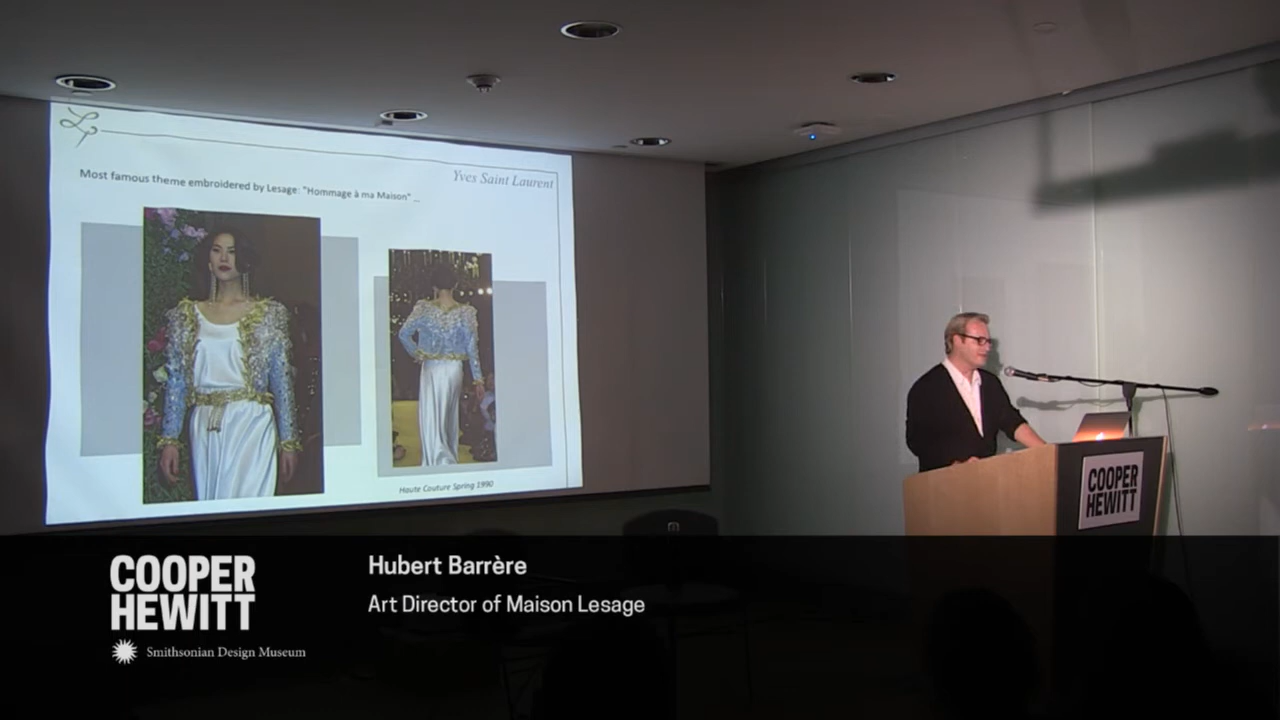 Yves Saint Laurent
Most famous theme embroidered by Lesage: "Hommage à ma Maison" ...
Haute Couture Spring 1990
COOPER
HEWITT
COOPER
HEWITT
Smithsonian Design Museum
Hubert Barrère
Art Director of Maison Lesage